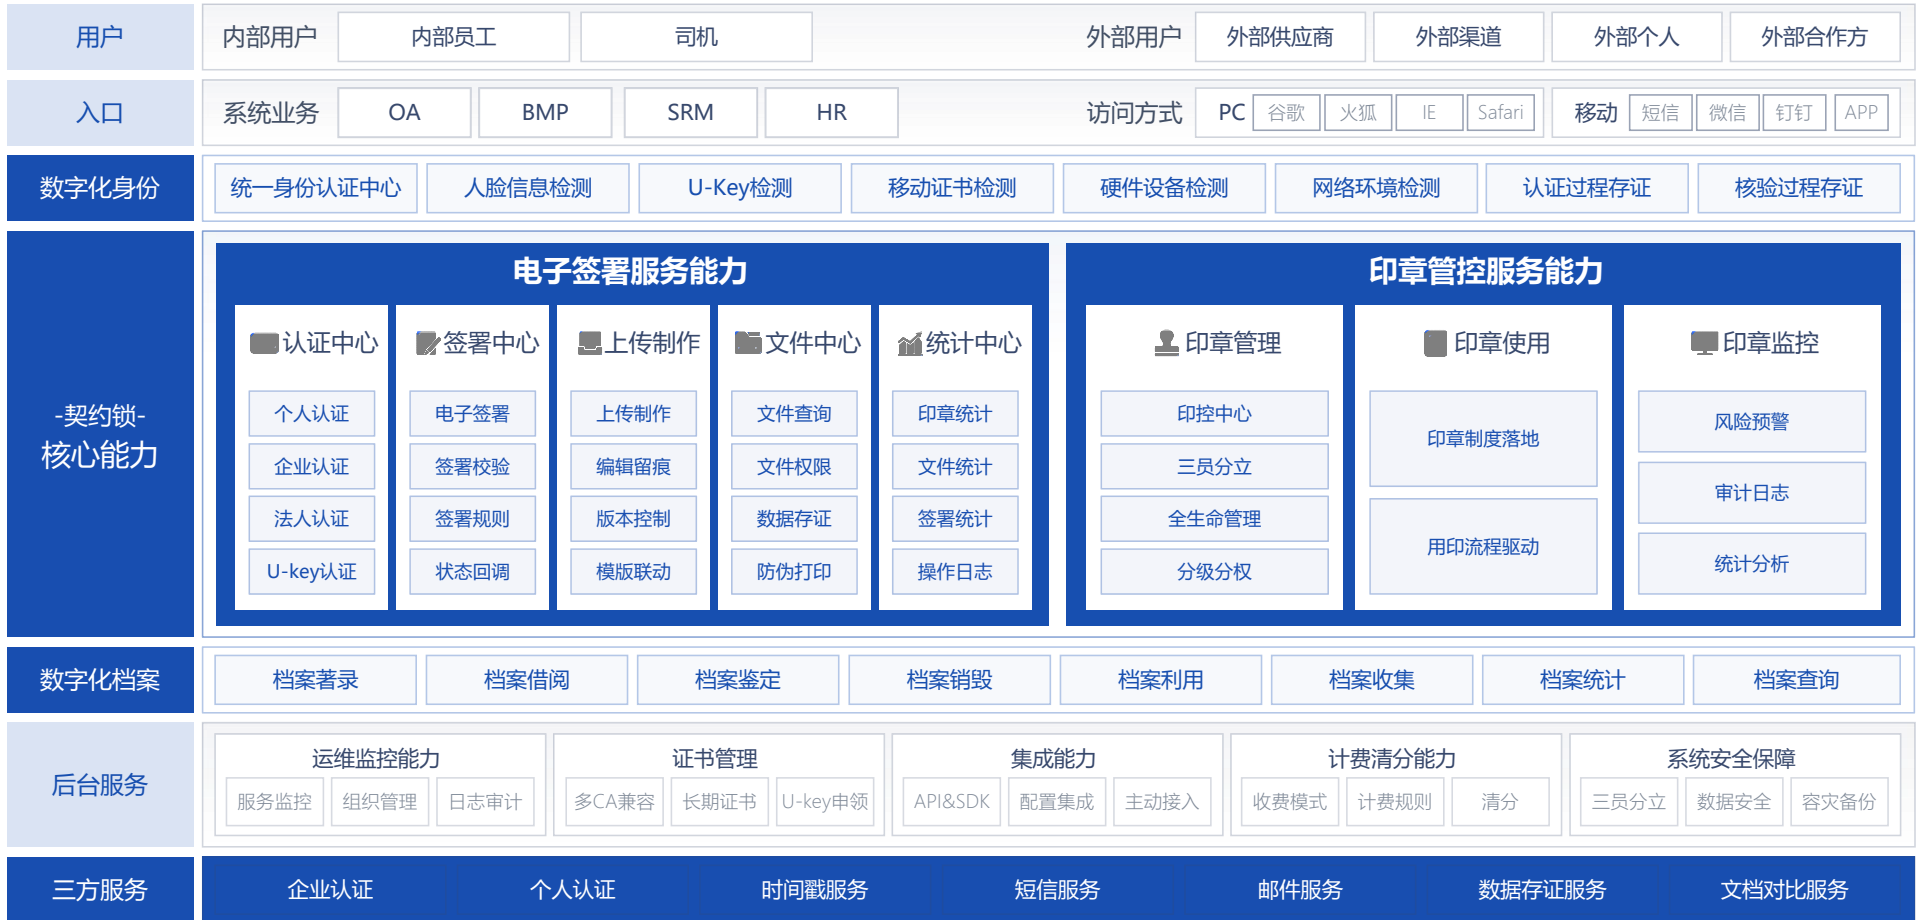 用户
内部用户 内部员工 司机 外部用户 外部供应商 外部渠道 外部个人 外部合作方
入口
系统业务 OA BMP SRM HR 访问方式 PC 谷歌 火狐 IE Safari 移动 短信 微信 钉钉 APP
数字化身份
统一身份认证中心 人脸信息检测 U-Key检测 移动证书检测 硬件设备检测 网络环境检测 认证过程存证 核验过程存证
-契约锁-
核心能力
电子签署服务能力
认证中心 签署中心 上传制作 文件中心 统计中心
个人认证 电子签署 上传制作 文件查询 印章统计
企业认证 签署校验 编辑留痕 文件权限 文件统计
法人认证 签署规则 版本控制 数据存证 签署统计
U-key认证 状态回调 模版联动 防伪打印 操作日志
印章管控服务能力
印章管理
印控中心
三员分立
全生命管理
分级分权
印章使用
印章制度落地
用印流程驱动
印章监控
风险预警
审计日志
统计分析
数字化档案
档案著录 档案借阅 档案鉴定 档案销毁 档案利用 档案收集 档案统计 档案查询
后台服务
运维监控能力
服务监控 组织管理 日志审计
证书管理
多CA兼容 长期证书 U-key申领
集成能力
API&SDK 配置集成 主动接入
计费清分能力
收费模式 计费规则 清分
系统安全保障
三员分立 数据安全 容灾备份
三方服务
企业认证 个人认证 时间戳服务 短信服务 邮件服务 数据存证服务 文档对比服务